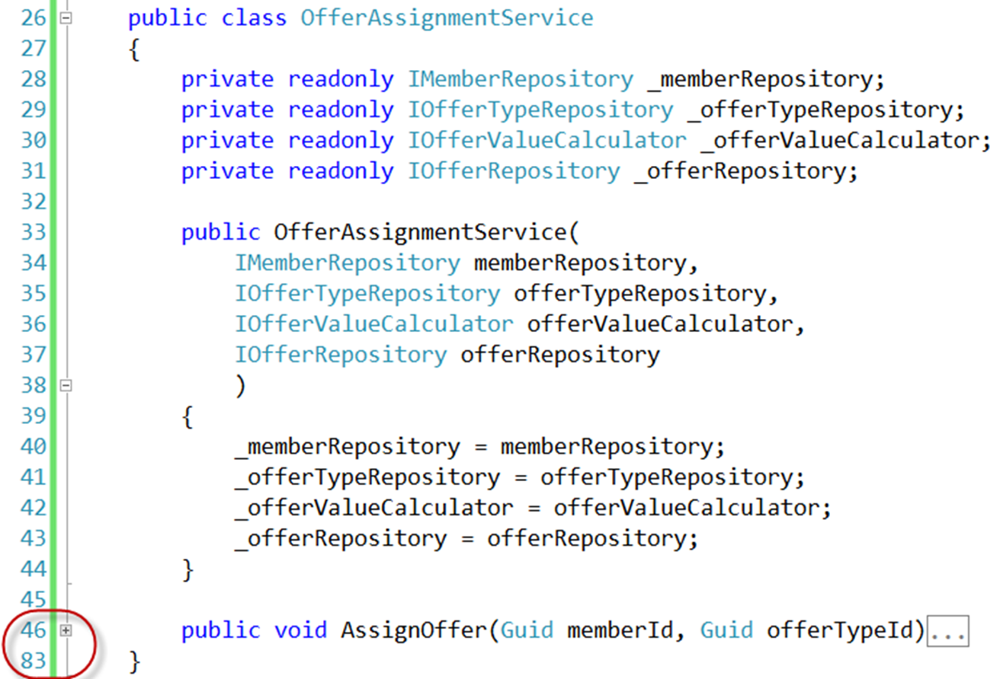 26 public class OfferAssignmentService
27 {
28 private readonly IMemberRepository _memberRepository;
29 private readonly IOfferTypeRepository _offerTypeRepository;
30 private readonly IOfferValueCalculator _offerValueCalculator;
31 private readonly IOfferRepository _offerRepository;
32
33 public OfferAssignmentService(
34 IMemberRepository memberRepository,
35 IOfferTypeRepository offerTypeRepository,
36 IOfferValueCalculator offerValueCalculator,
37 IOfferRepository offerRepository
38 )
39 {
40 _memberRepository = memberRepository;
41 _offerTypeRepository = offerTypeRepository;
42 _offerValueCalculator = offerValueCalculator;
43 _offerRepository = offerRepository;
44 }
45
46 public void AssignOffer(Guid memberId, Guid offerTypeId)...
83 }